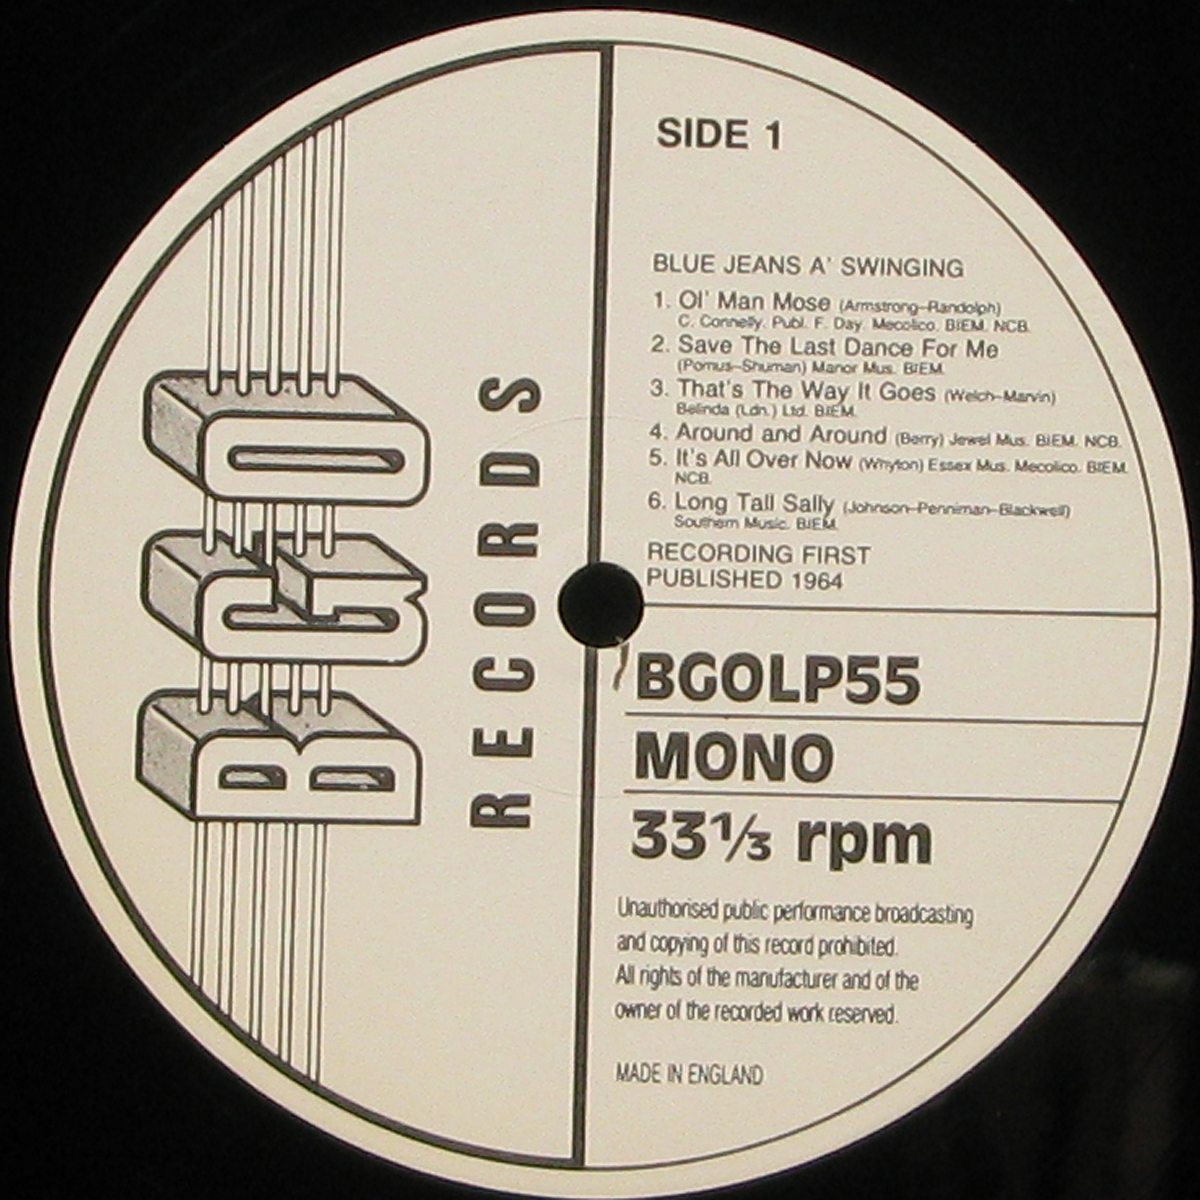 BGO
RECORDS
SIDE 1
BLUE JEANS A' SWINGING
1. Ol' Man Mose (Armstrong–Randolph)
C. Connelly. Publ. F. Day. Mecolico. BIEM. NCB.
2. Save The Last Dance For Me
(Pomus–Shuman) Manor Mus. BIEM.
3. That's The Way It Goes (Welch–Marvin)
Belinda (Ldn.) Ltd. BIEM.
4. Around and Around (Berry) Jewel Mus. BIEM. NCB.
5. It's All Over Now (Whyton) Essex Mus. Mecolico. BIEM.
NCB.
6. Long Tall Sally (Johnson–Penniman–Blackwell)
Southern Music. BIEM.
RECORDING FIRST
PUBLISHED 1964
BGOLP55
MONO
33⅓ rpm
Unauthorised public performance broadcasting
and copying of this record prohibited.
All rights of the manufacturer and of the
owner of the recorded work reserved.
MADE IN ENGLAND